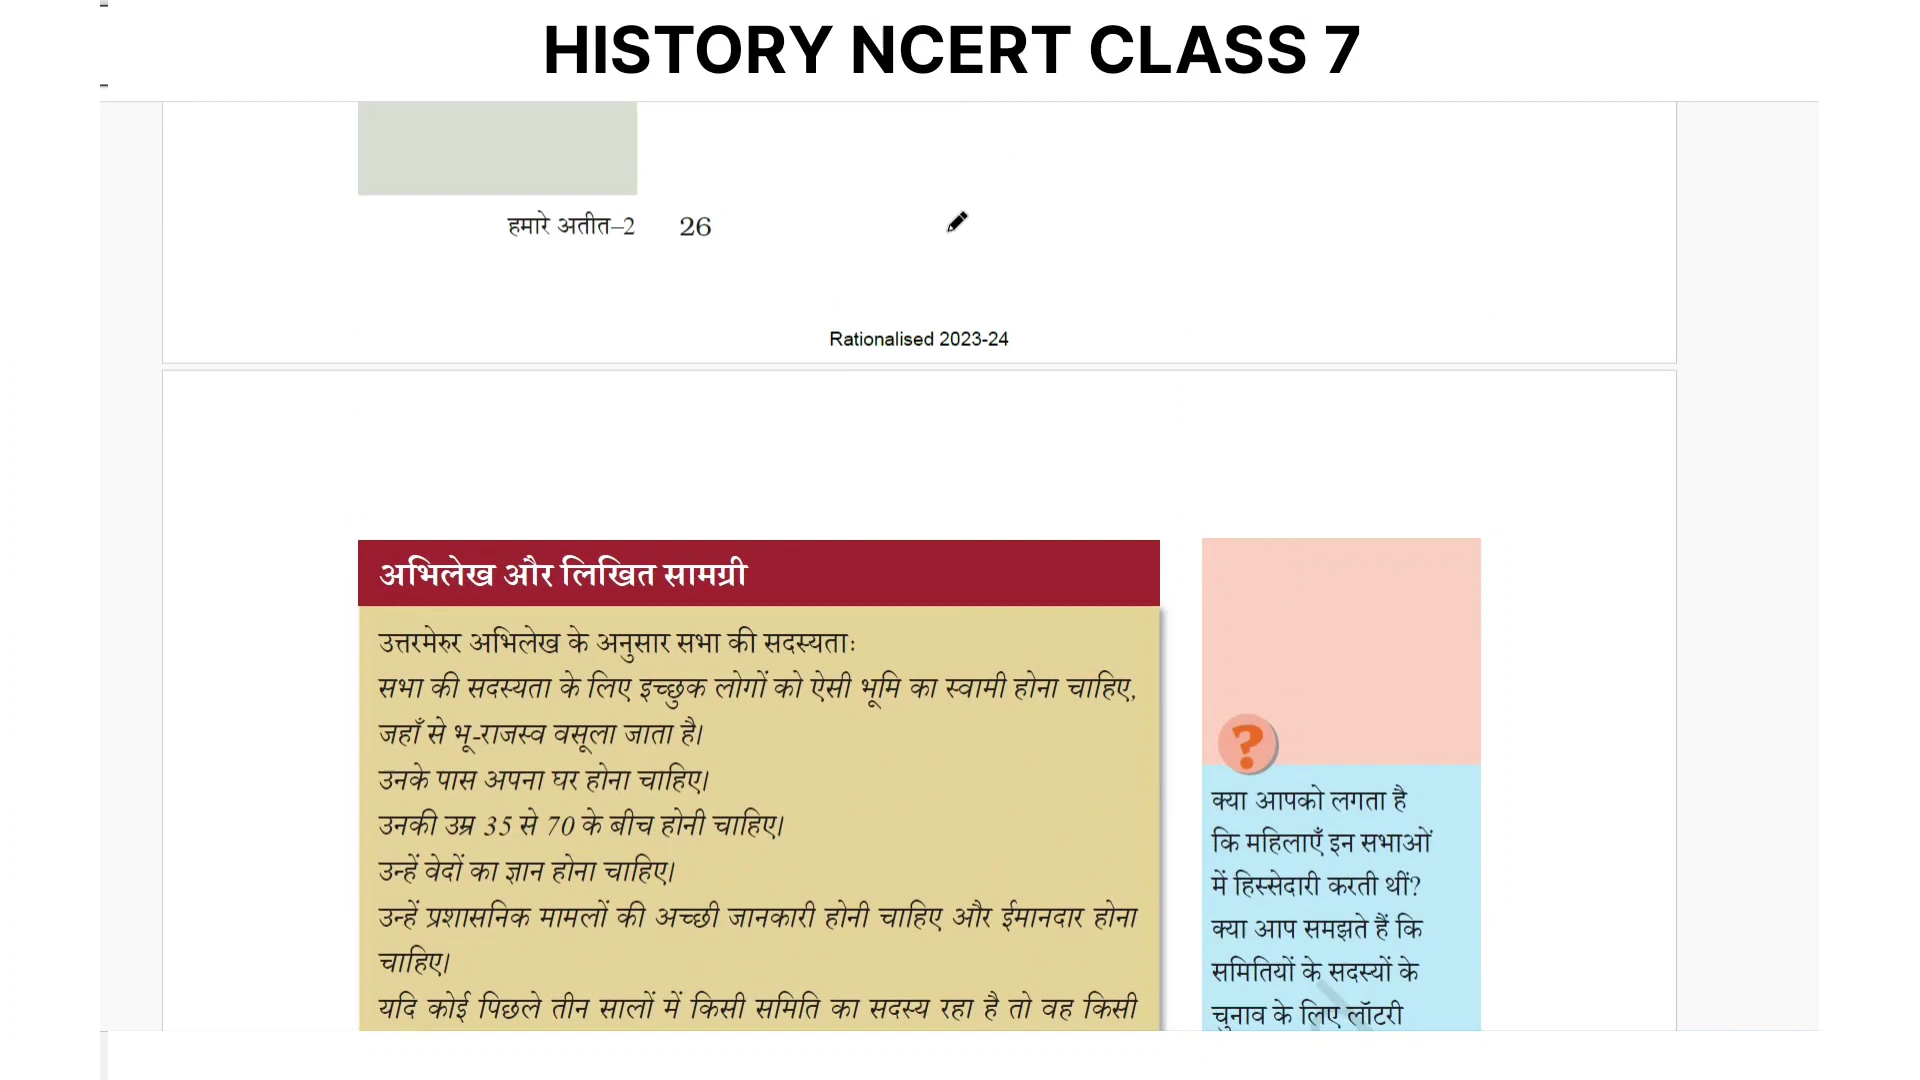 HISTORY NCERT CLASS 7
हमारे अतीत–2 26
Rationalised 2023-24
अभिलेख और लिखित सामग्री
उत्तरमेरुर अभिलेख के अनुसार सभा की सदस्यताः
सभा की सदस्यता के लिए इच्छुक लोगों को ऐसी भूमि का स्वामी होना चाहिए,
जहाँ से भू-राजस्व वसूला जाता है।
उनके पास अपना घर होना चाहिए।
उनकी उम्र 35 से 70 के बीच होनी चाहिए।
उन्हें वेदों का ज्ञान होना चाहिए।
उन्हें प्रशासनिक मामलों की अच्छी जानकारी होनी चाहिए और ईमानदार होना
चाहिए।
यदि कोई पिछले तीन सालों में किसी समिति का सदस्य रहा है तो वह किसी
?
क्या आपको लगता है
कि महिलाएँ इन सभाओं
में हिस्सेदारी करती थीं?
क्या आप समझते हैं कि
समितियों के सदस्यों के
चुनाव के लिए लॉटरी